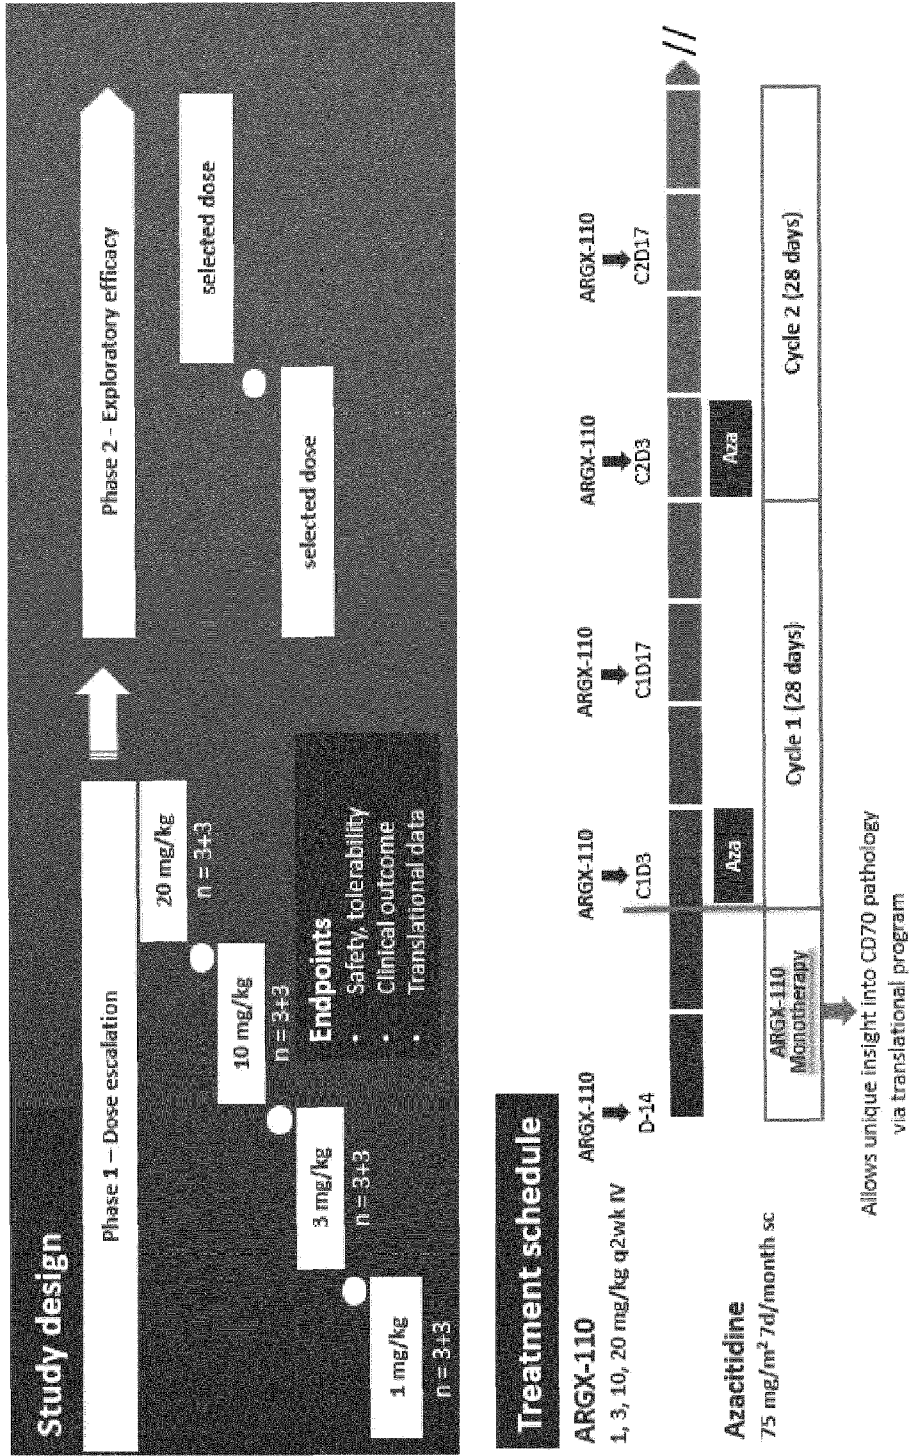 Study design
Phase 1 – Dose escalation
Phase 2 - Exploratory efficacy
1 mg/kg
n = 3+3
3 mg/kg
n = 3+3
10 mg/kg
n = 3+3
20 mg/kg
n = 3+3
selected dose
selected dose
Endpoints
• Safety, tolerability
• Clinical outcome
• Translational data
Treatment schedule
ARGX-110
1, 3, 10, 20 mg/kg q2wk IV
ARGX-110
D-14
ARGX-110
C1D3
ARGX-110
C1D17
ARGX-110
C2D3
ARGX-110
C2D17
//
Azacitidine
75 mg/m² 7d/month sc
Aza
Aza
ARGX-110
Monotherapy
Cycle 1 (28 days)
Cycle 2 (28 days)
Allows unique insight into CD70 pathology
via translational program